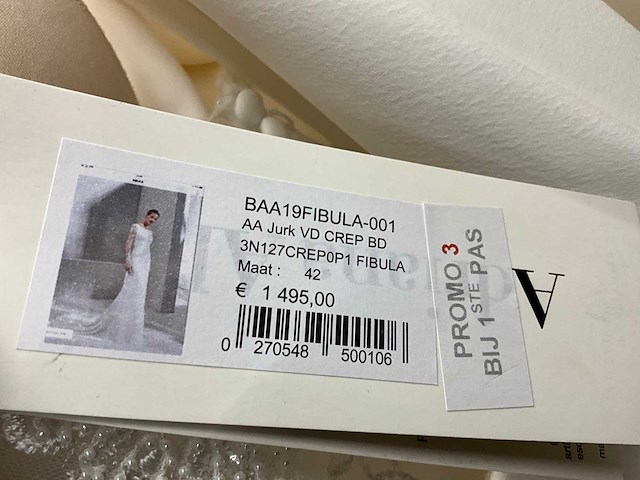 BAA19FIBULA-001
AA Jurk VD CREP BD
3N127CREP0P1 FIBULA
Maat : 42
€ 1 495,00
0 270548 500106
PROMO 3
BIJ 1STE PAS
A